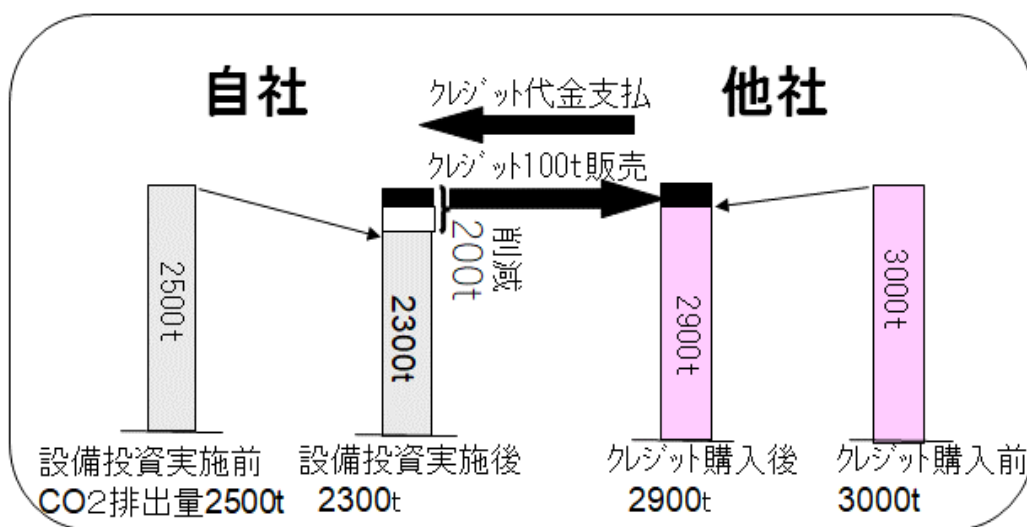 自社
他社
クレジット代金支払
クレジット100t販売
2500t
削減
200t
2300t
2900t
3000t
設備投資実施前
CO2排出量2500t
設備投資実施後
2300t
クレジット購入後
2900t
クレジット購入前
3000t